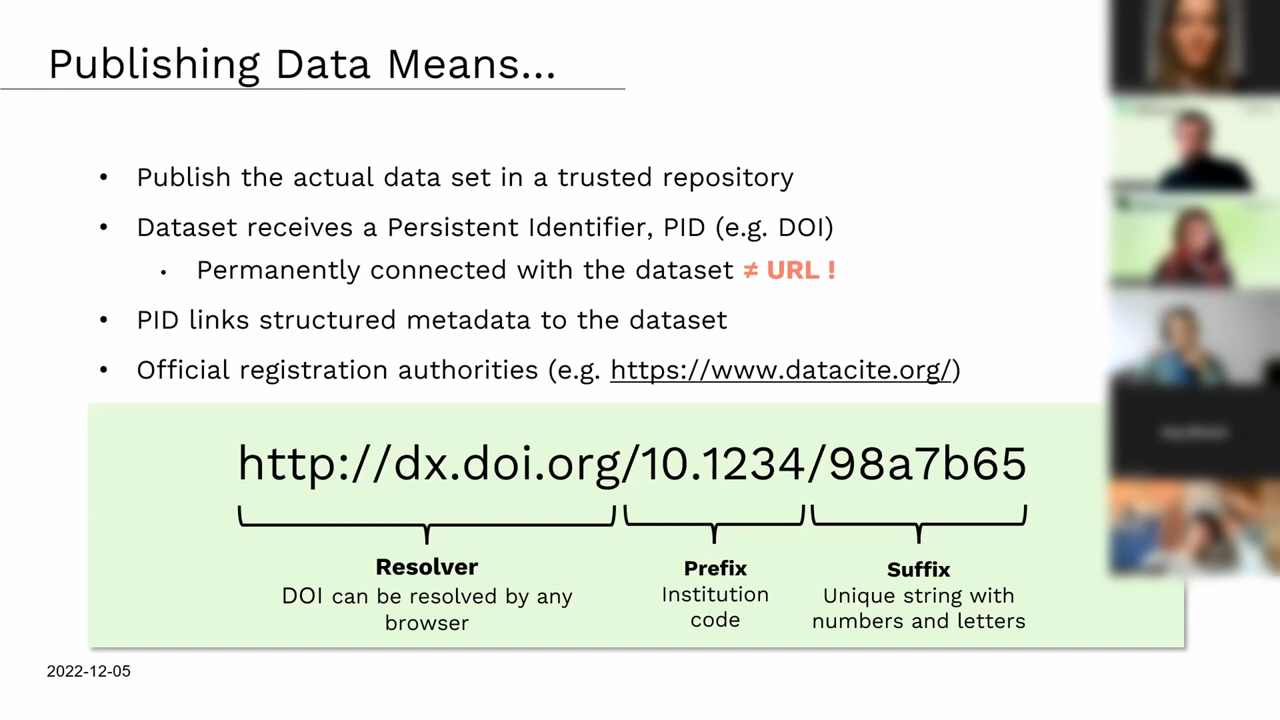 Publishing Data Means...
• Publish the actual data set in a trusted repository
• Dataset receives a Persistent Identifier, PID (e.g. DOI)
• Permanently connected with the dataset ≠ URL !
• PID links structured metadata to the dataset
• Official registration authorities (e.g. https://www.datacite.org/)
http://dx.doi.org/10.1234/98a7b65
Resolver
DOI can be resolved by any
browser
Prefix
Institution
code
Suffix
Unique string with
numbers and letters
2022-12-05